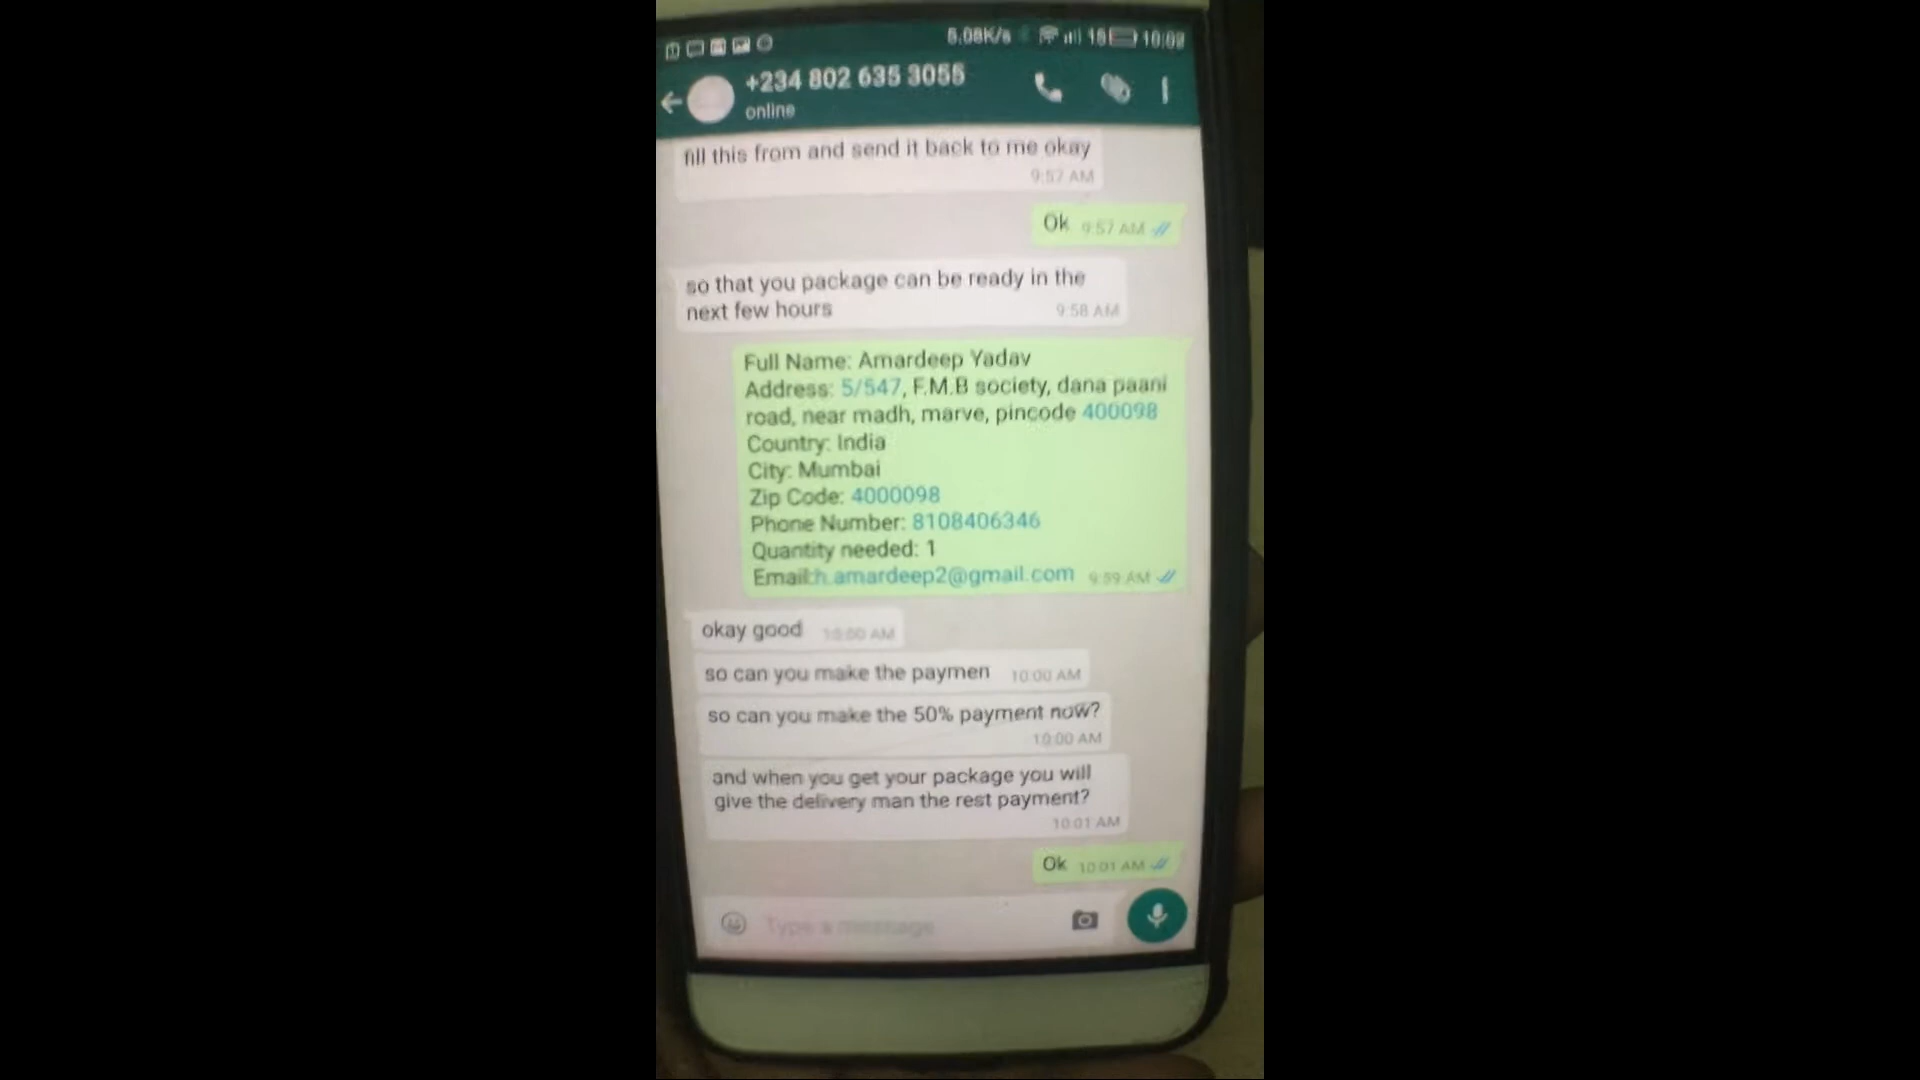 5.08K/s 10:02
+234 802 635 3055
online
fill this from and send it back to me okay
9:57 AM
Ok 9:57 AM
so that you package can be ready in the
next few hours 9:58 AM
Full Name: Amardeep Yadav
Address: 5/547, F.M.B society, dana paani
road, near madh, marve, pincode 400098
Country: India
City: Mumbai
Zip Code: 4000098
Phone Number: 8108406346
Quantity needed: 1
Email:h.amardeep2@gmail.com 9:59 AM
okay good 10:00 AM
so can you make the paymen 10:00 AM
so can you make the 50% payment now?
10:00 AM
and when you get your package you will
give the delivery man the rest payment?
10:01 AM
Ok 10:01 AM
Type a message